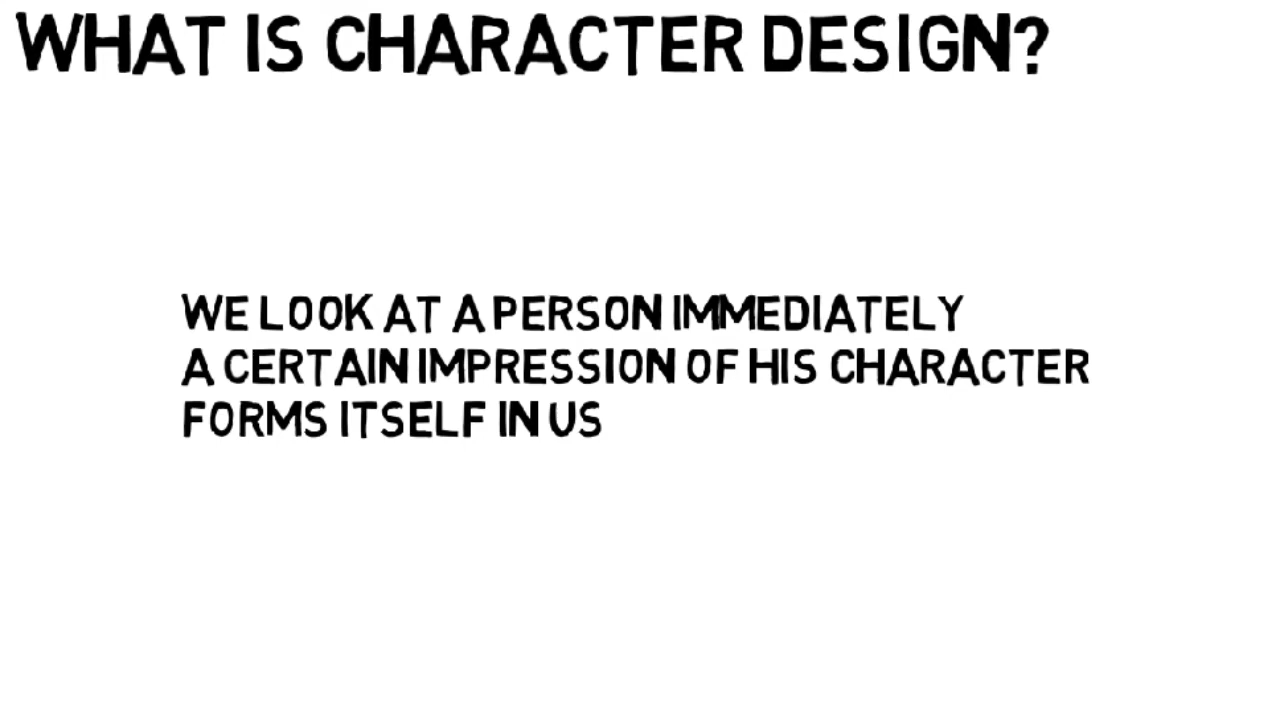 WHAT IS CHARACTER DESIGN?
WE LOOK AT A PERSON IMMEDIATELY
A CERTAIN IMPRESSION OF HIS CHARACTER
FORMS ITSELF IN US